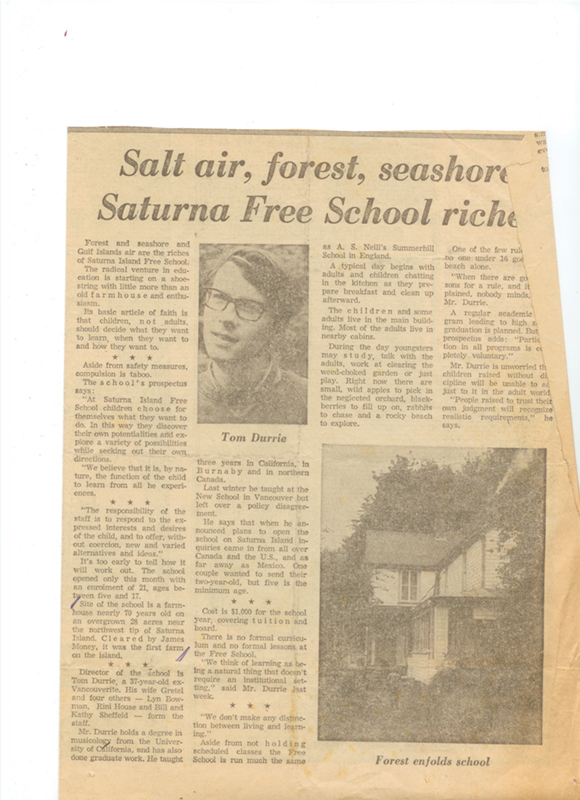 Salt air, forest, seashore
Saturna Free School riche
Forest and seashore and
Gulf Islands air are the riches
of Saturna Island Free School.
The radical venture in edu-
cation is starting on a shoe-
string with little more than an
old farmhouse and enthu-
siasm.
Its basic article of faith is
that children, not adults,
should decide what they want
to learn, when they want to
and how they want to.
★ ★ ★
Aside from safety measures,
compulsion is taboo.
The school's prospectus
says:
"At Saturna Island Free
School children choose for
themselves what they want to
do. In this way they discover
their own potentialities and ex-
plore a variety of possibilities
while seeking out their own
directions.
"We believe that it is, by na-
ture, the function of the child
to learn from all he experi-
ences.
★ ★ ★
"The responsibility of the
staff is to respond to the ex-
pressed interests and desires
of the child, and to offer, with-
out coercion, new and varied
alternatives and ideas."
It's too early to tell how it
will work out. The school
opened only this month with
an enrolment of 21, ages be-
tween five and 17.
Site of the school is a farm-
house nearly 70 years old on
an overgrown 28 acres near
the northwest tip of Saturna
Island. Cleared by James
Money, it was the first farm
on the island.
★ ★ ★
Director of the school is
Tom Durrie, a 37-year-old ex-
Vancouverite. His wife Gretel
and four others — Lyn Bow-
man, Rini House and Bill and
Kathy Sheffeld — form the
staff.
Mr. Durrie holds a degree in
musicology from the Univer-
sity of California, and has also
done graduate work. He taught
Tom Durrie
three years in California, in
Burnaby and in northern
Canada.
Last winter he taught at the
New School in Vancouver but
left over a policy disagree-
ment.
He says that when he an-
nounced plans to open the
school on Saturna Island in-
quiries came in from all over
Canada and the U.S., and as
far away as Mexico. One
couple wanted to send their
two-year-old, but five is the
minimum age.
★ ★ ★
Cost is $1,000 for the school
year, covering tuition and
board.
There is no formal curricu-
lum and no formal lessons at
the Free School.
"We think of learning as be-
ing a natural thing that doesn't
require an institutional set-
ting," said Mr. Durrie last
week.
★ ★ ★
"We don't make any distinc-
tion between living and learn-
ing."
Aside from not holding
scheduled classes the Free
School is run much the same
as A. S. Neill's Summerhill
School in England.
A typical day begins with
adults and children chatting
in the kitchen as they pre-
pare breakfast and clean up
afterward.
The children and some
adults live in the main build-
ing. Most of the adults live in
nearby cabins.
During the day youngsters
may study, talk with the
adults, work at clearing the
weed-choked garden or just
play. Right now there are
small, wild apples to pick in
the neglected orchard, black-
berries to fill up on, rabbits
to chase and a rocky beach
to explore.
One of the few rul
no one under 16 go
beach alone.
"When there are go
sons for a rule, and it
plained, nobody minds,
Mr. Durrie.
A regular academic
gram leading to high s
graduation is planned. But
prospectus adds: "Partic
tion in all programs is co
pletely voluntary."
Mr. Durrie is unworried th
children raised without di
cipline will be unable to ad
just to it in the adult world
"People raised to trust their
own judgment will recognize
realistic requirements," he
says.
Forest enfolds school